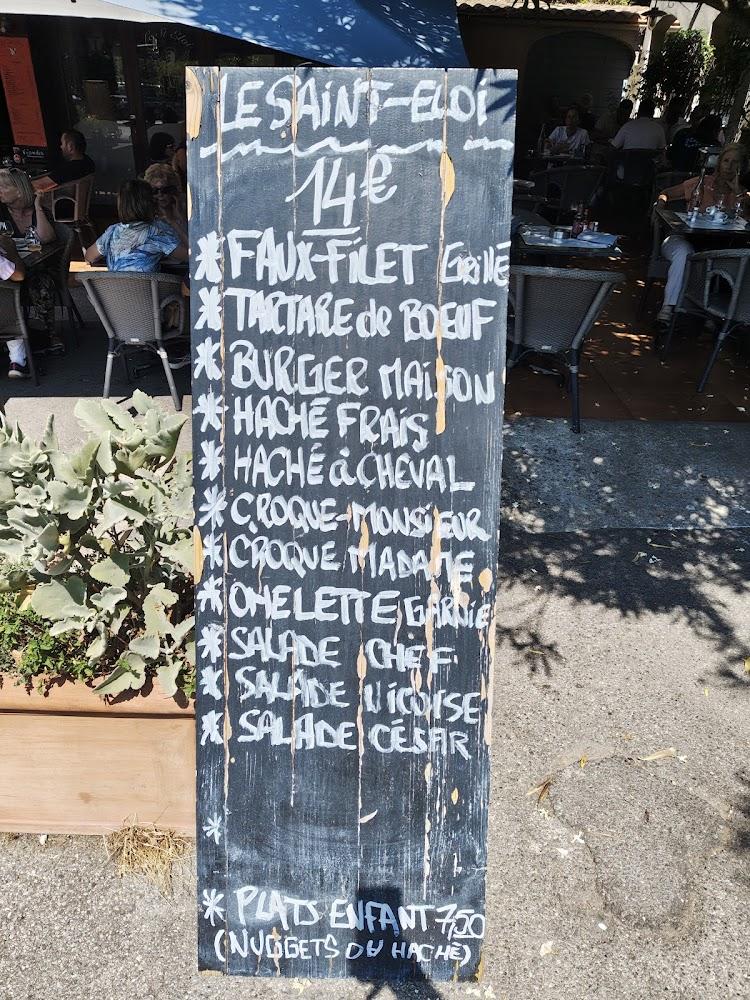 LE SAINT-ELOI
14€
* FAUX-FILET GRILLÉ
* TARTARE de BOEUF
* BURGER MAISON
* HACHÉ FRAIS
* HACHÉ à CHEVAL
* CROQUE-MONSIEUR
* CROQUE MADAME
* OMELETTE GARNIE
* SALADE CHEF
* SALADE NICOISE
* SALADE CÉSAR
*
* PLATS ENFANT 7,50
(NUGGETS OU HACHÉ)